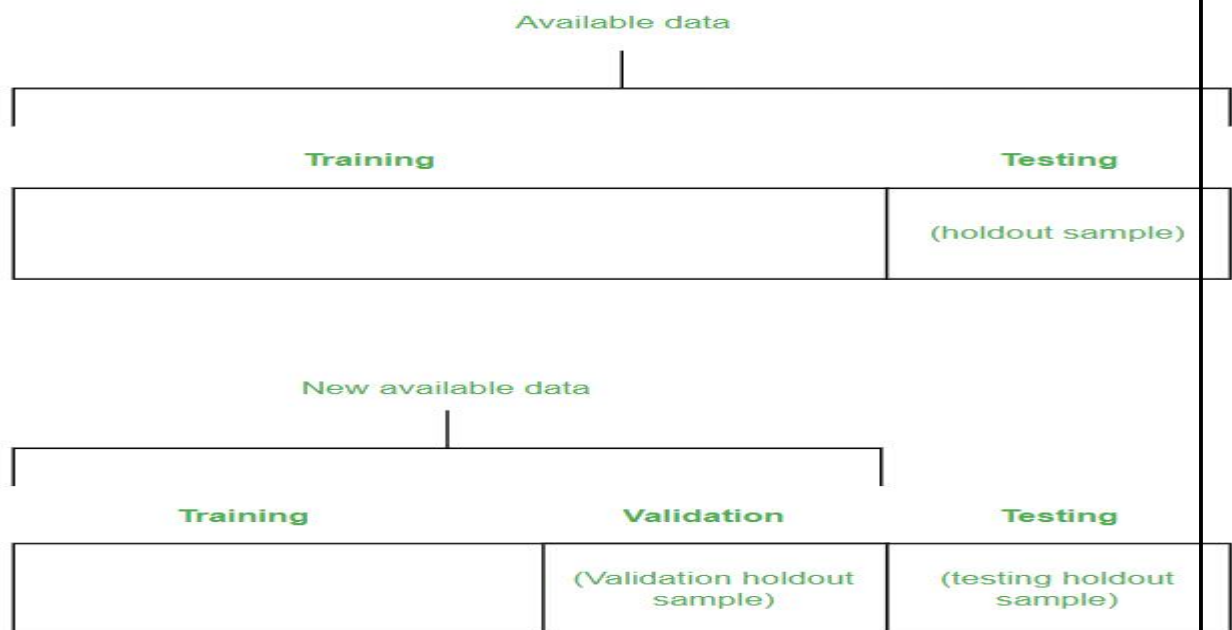 Available data
Training Testing
(holdout sample)
New available data
Training Validation Testing
(Validation holdout (testing holdout
sample) sample)